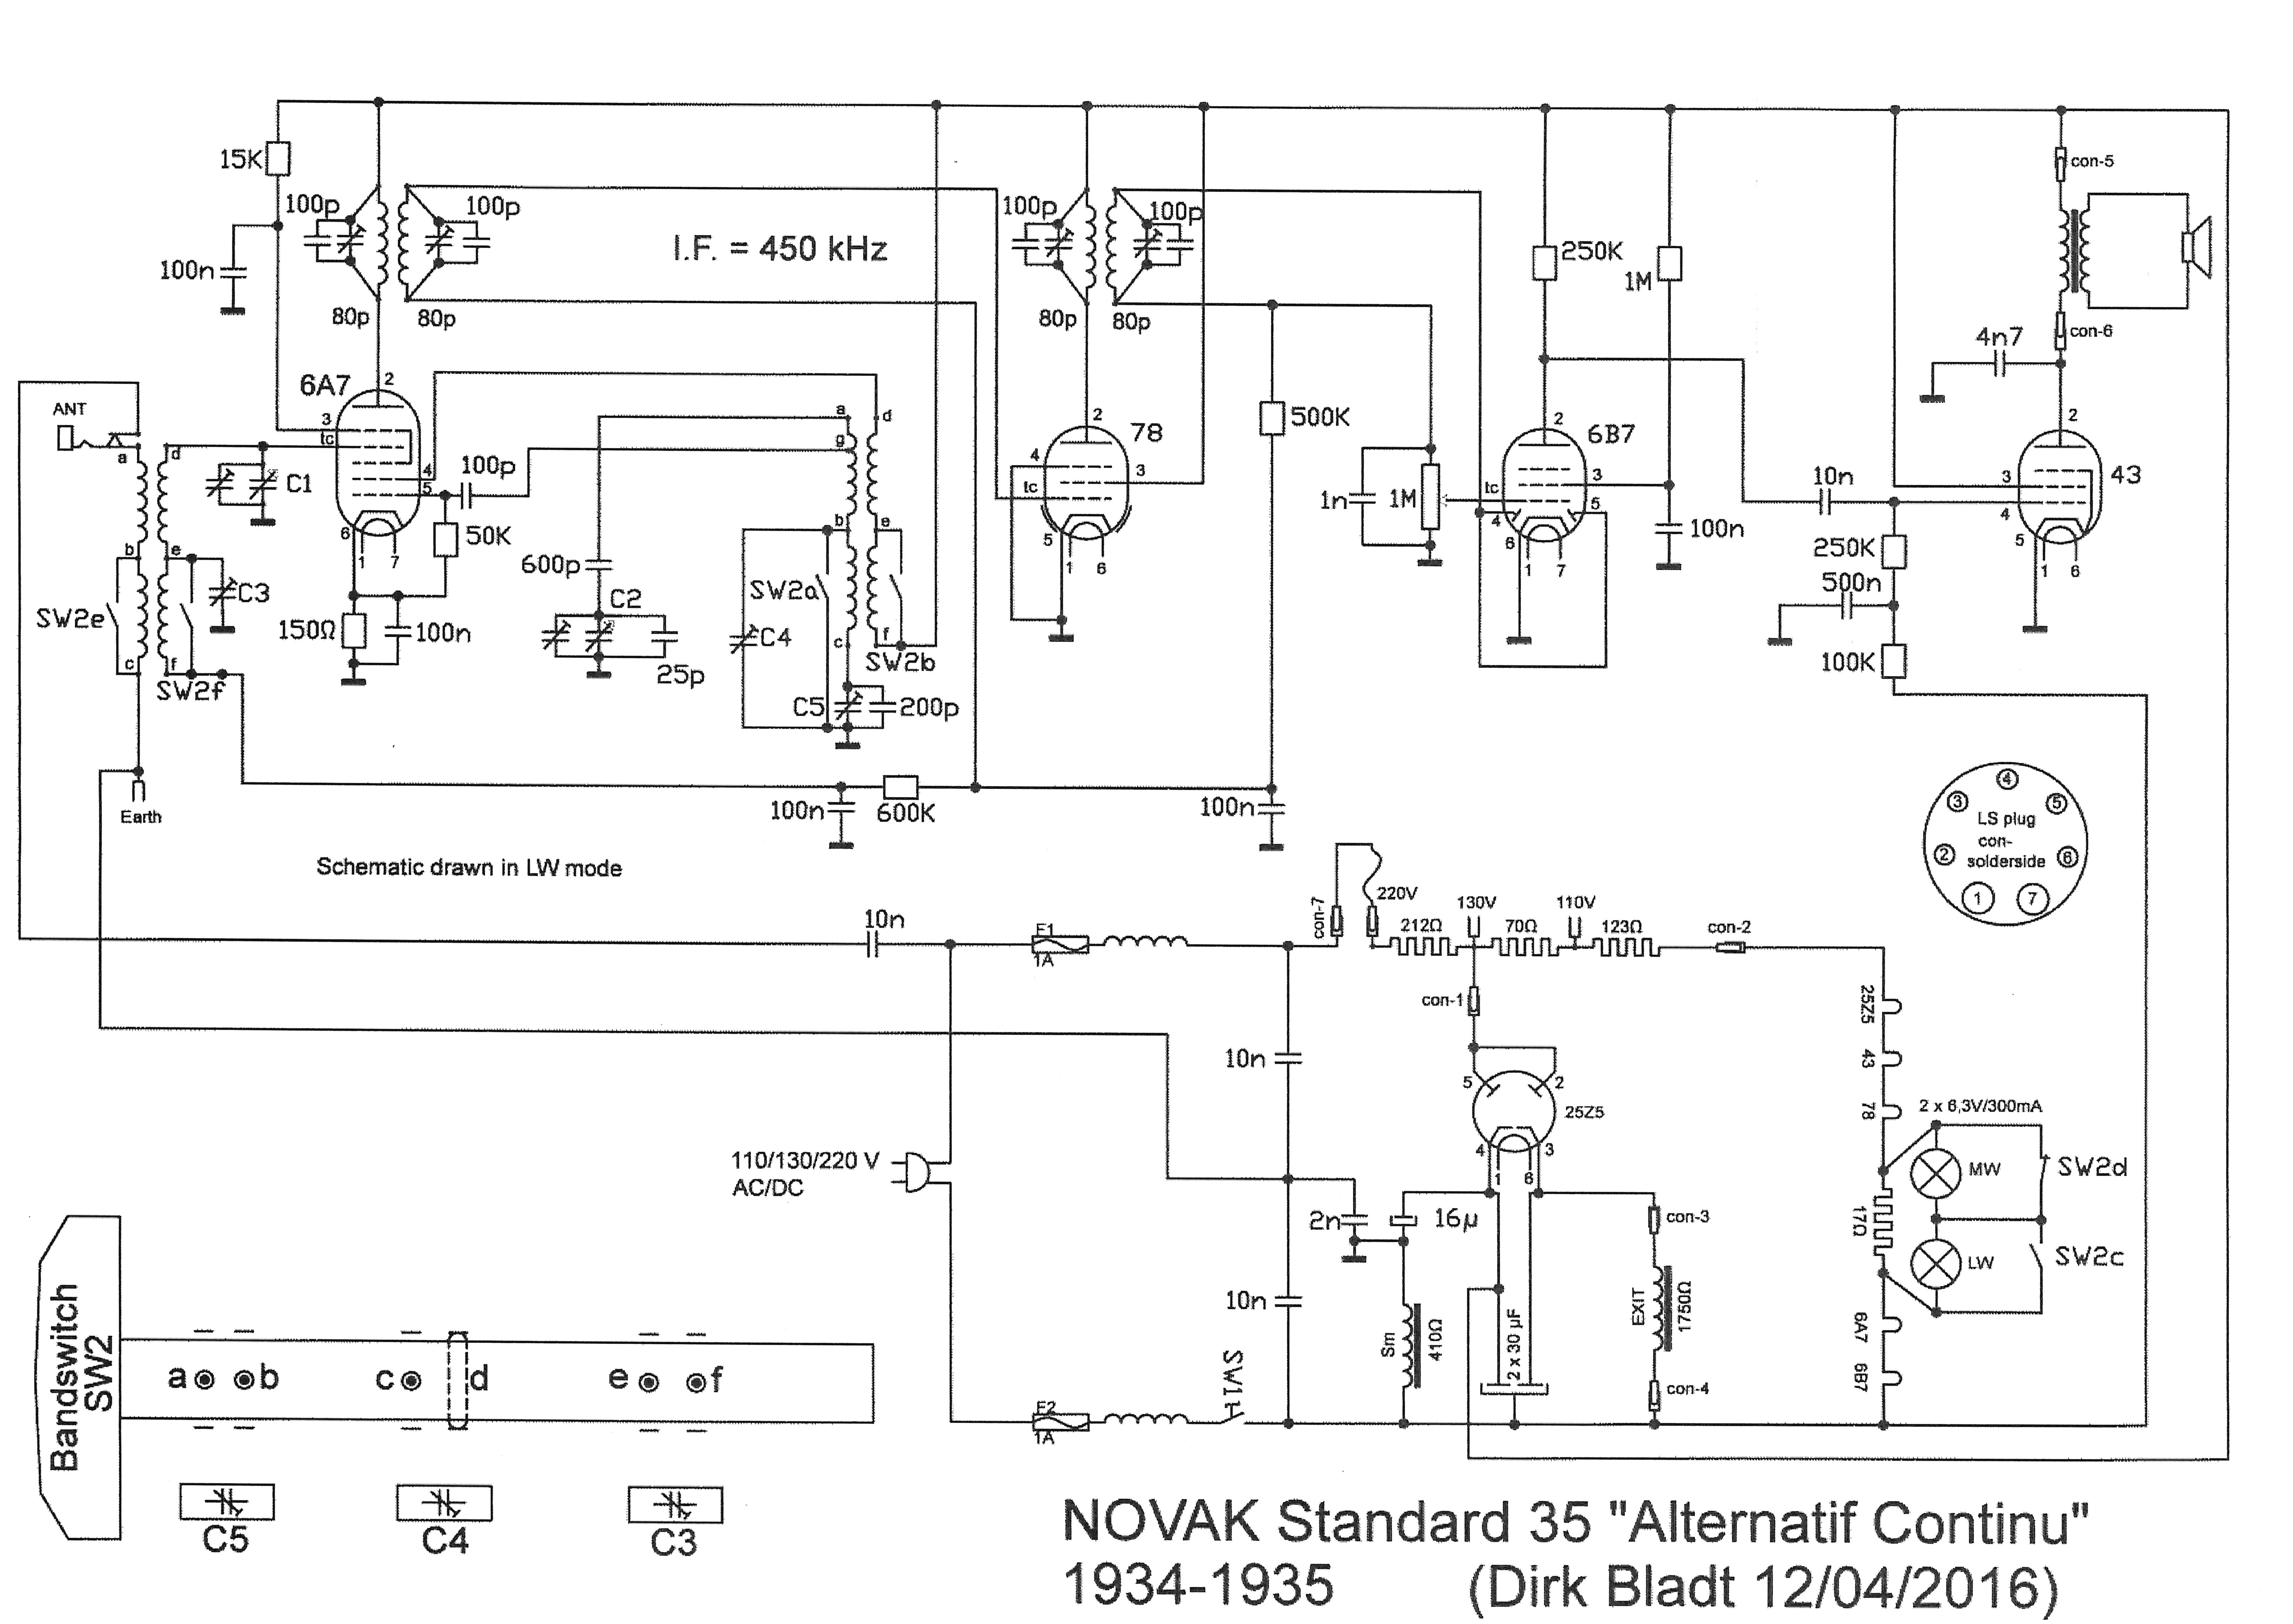 15K
100p
100p
100n
80p
80p
I.F. = 450 kHz
100p
100p
80p
80p
250K
1M
con-5
con-6
4n7
6A7
2
3
tc
4
5
6
1
7
ANT
a
d
b
e
c
f
C1
C3
SW2e
SW2f
Earth
100p
50K
150Ω
100n
600p
C2
25p
a
d
g
b
e
c
f
SW2a
SW2b
C4
C5
200p
78
2
4
tc
3
5
1
6
500K
1n
1M
6B7
2
tc
3
4
5
6
1
7
100n
10n
250K
500n
100K
43
2
3
4
5
1
6
100n
600K
100n
Schematic drawn in LW mode
4
3
5
LS plug
con-
solderside
2
6
1
7
10n
F1
1A
con-7
220V
212Ω
130V
70Ω
110V
123Ω
con-2
con-1
5
2
25Z5
4
3
1
6
10n
10n
110/130/220 V
AC/DC
2n
16µ
Sm
410Ω
2 x 30 µF
con-3
EXIT
1750Ω
con-4
25Z5
43
78
2 x 6,3V/300mA
MW
SW2d
17Ω
LW
SW2c
6A7
6B7
F2
1A
SW1
Bandswitch
SW2
a
b
c
d
e
f
C5
C4
C3
NOVAK Standard 35 "Alternatif Continu"
1934-1935 (Dirk Bladt 12/04/2016)